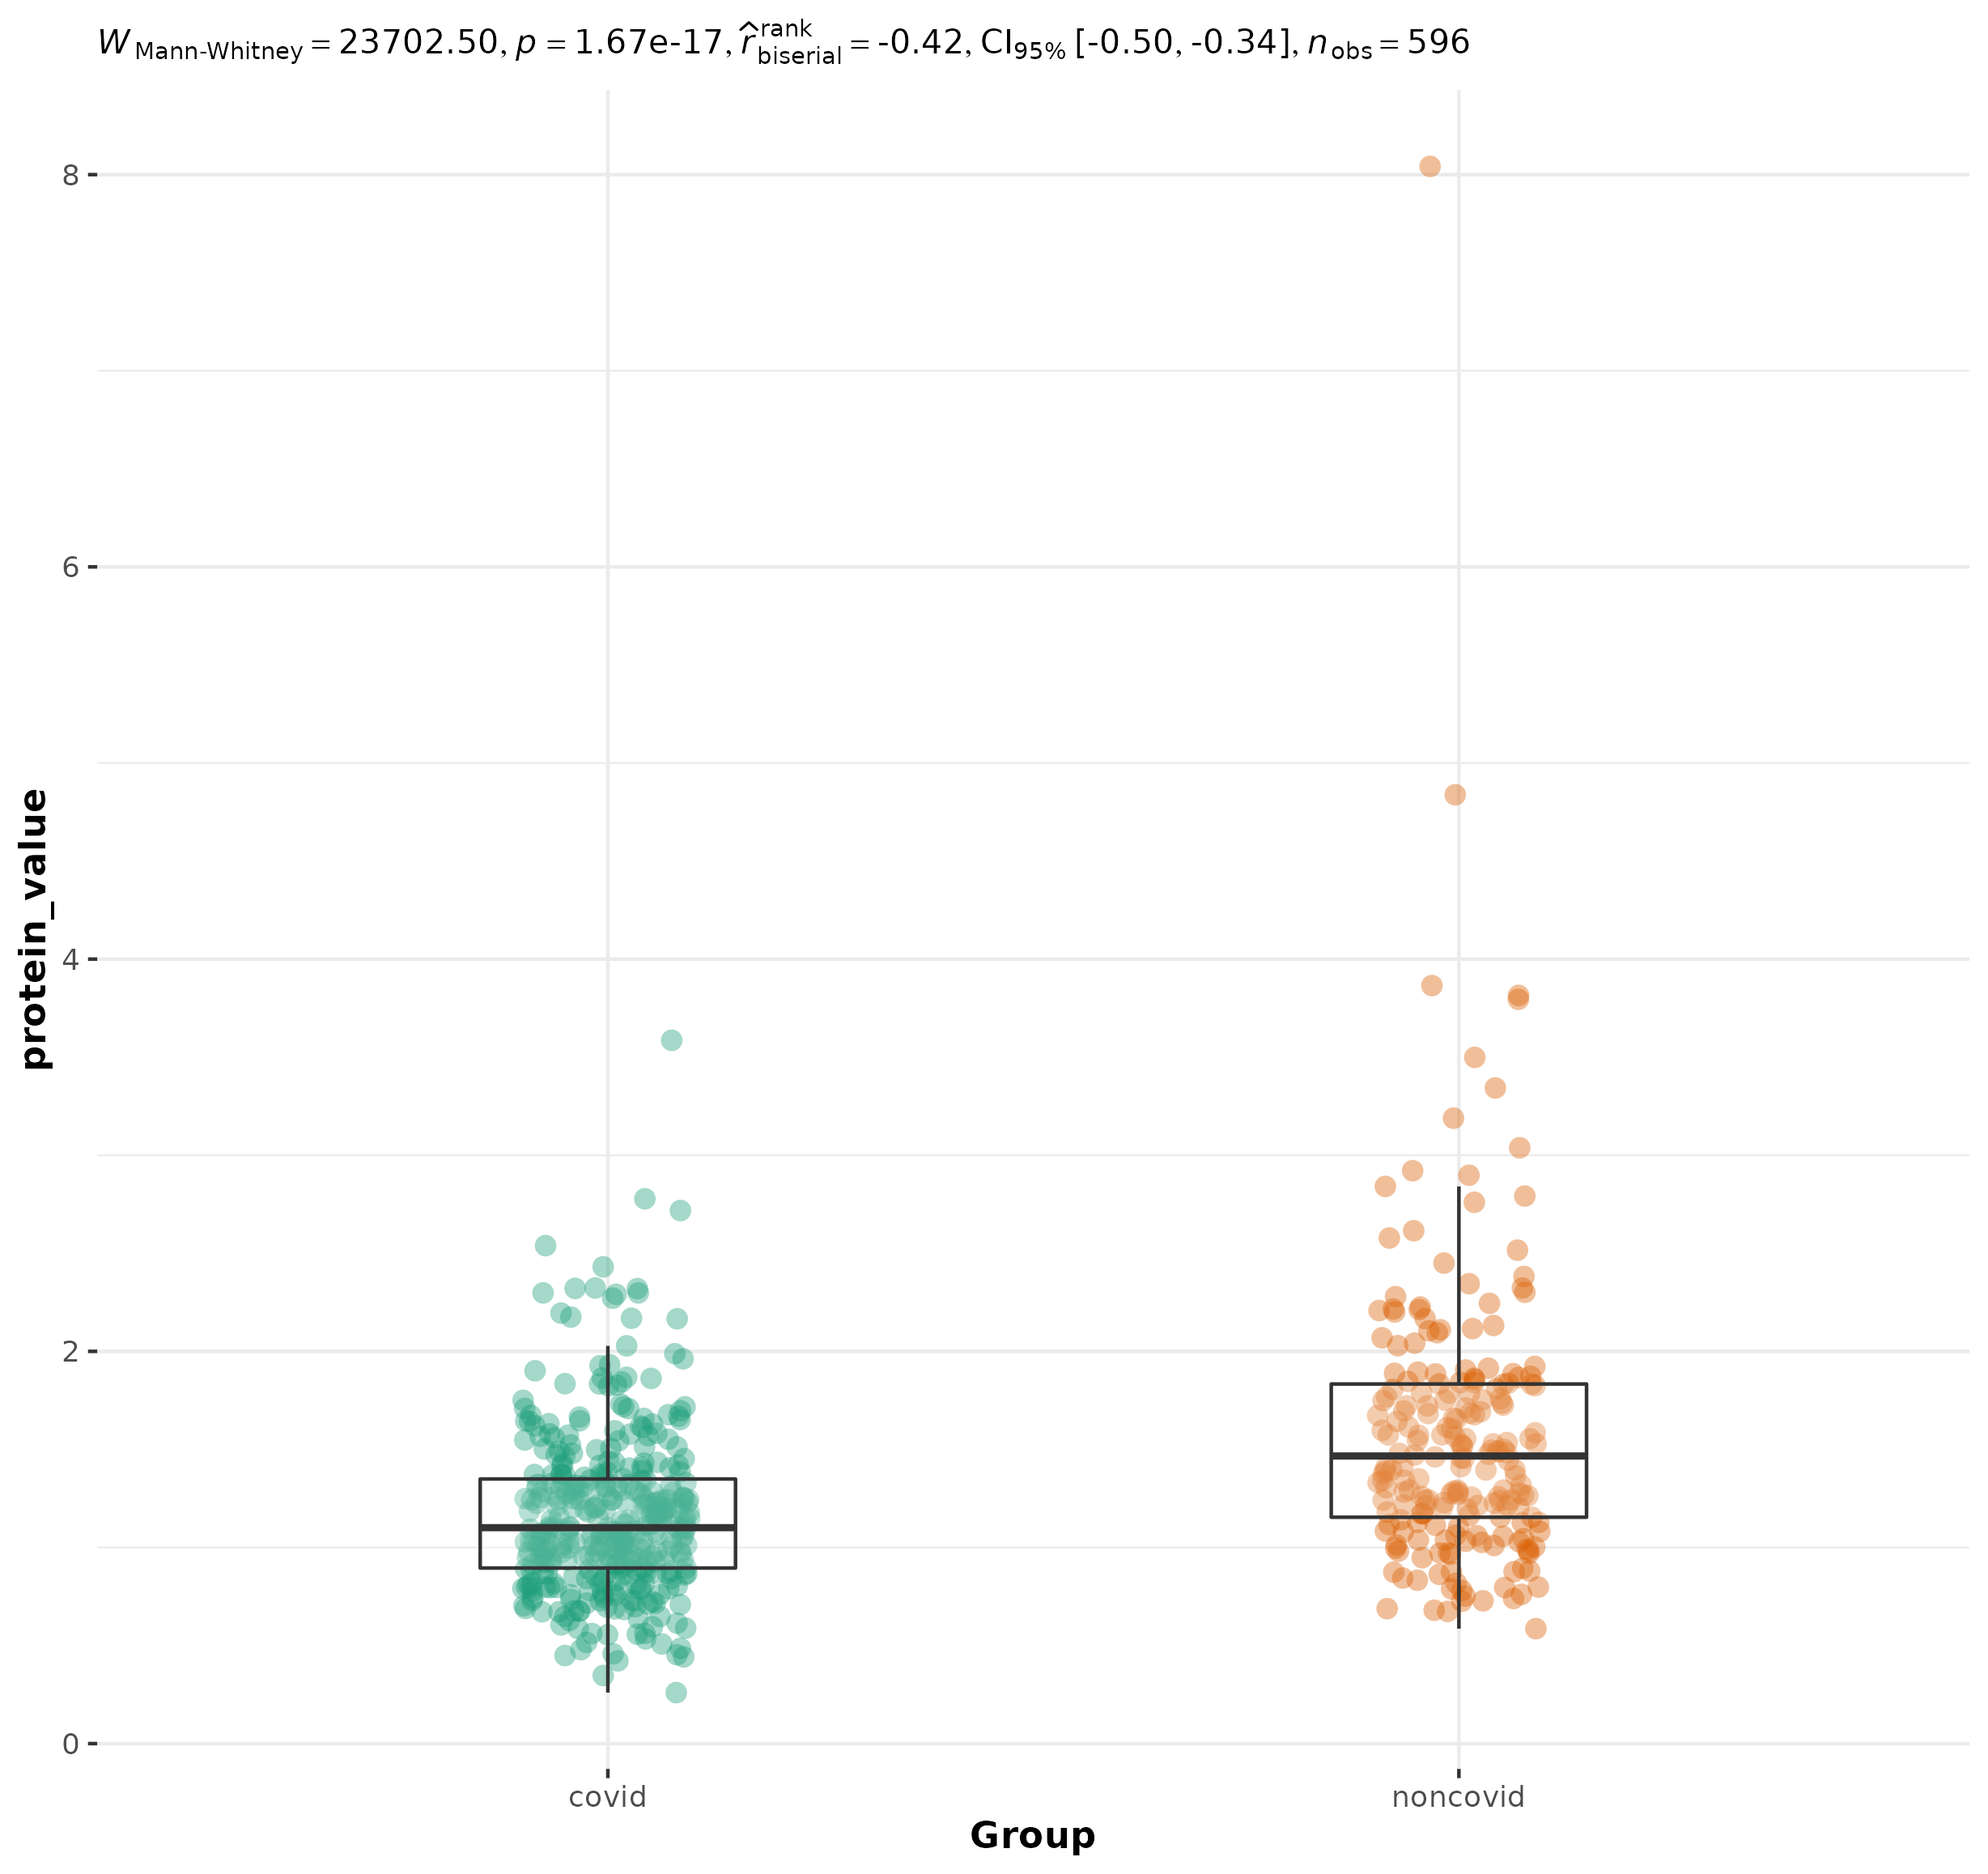 W Mann-Whitney = 23702.50, p = 1.67e-17, r̂ rank biserial = -0.42, CI95% [-0.50, -0.34], nobs = 596
8
6
4
2
0
protein_value
covid noncovid
Group